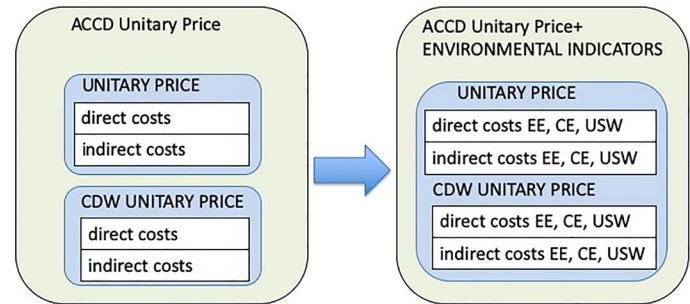 ACCD Unitary Price
UNITARY PRICE
direct costs
indirect costs
CDW UNITARY PRICE
direct costs
indirect costs
ACCD Unitary Price+
ENVIRONMENTAL INDICATORS
UNITARY PRICE
direct costs EE, CE, USW
indirect costs EE, CE, USW
CDW UNITARY PRICE
direct costs EE, CE, USW
indirect costs EE, CE, USW